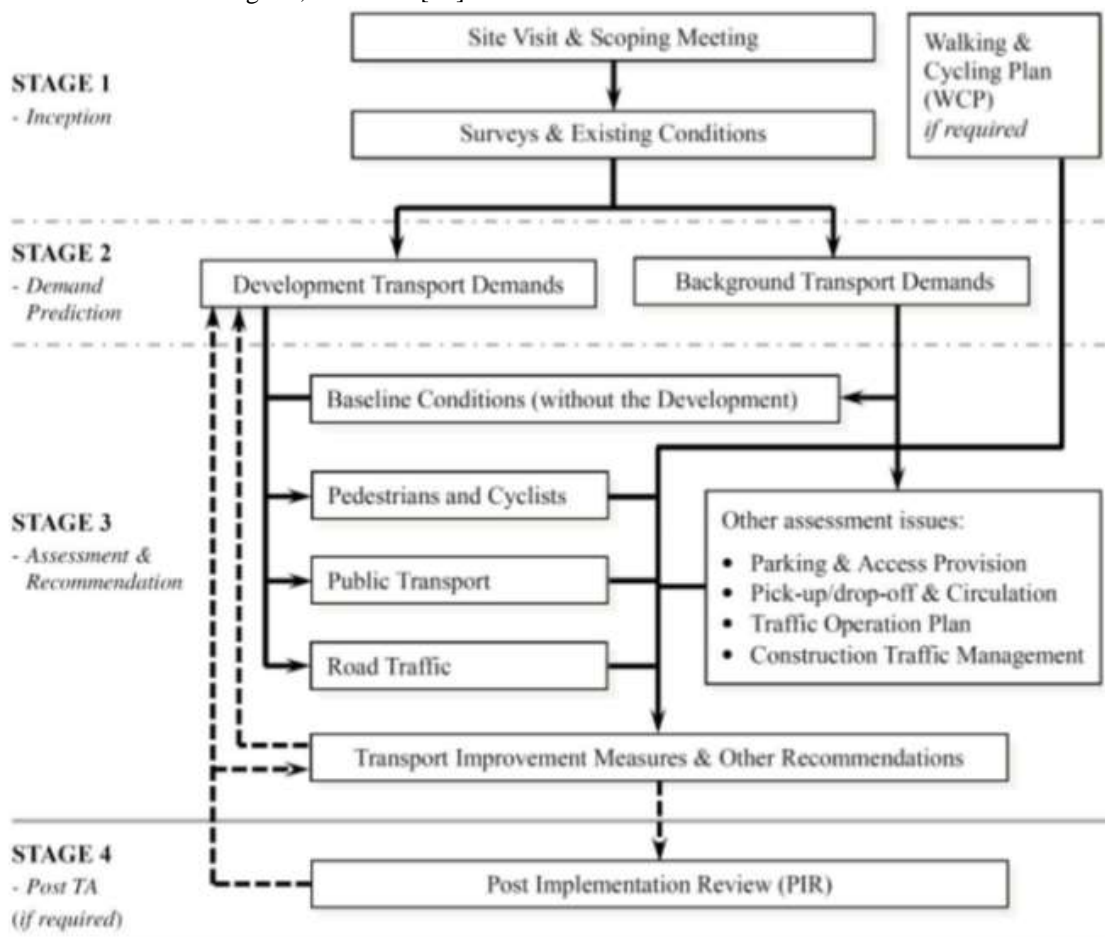 Site Visit & Scoping Meeting
Walking &
Cycling Plan
(WCP)
if required
STAGE 1
- Inception
Surveys & Existing Conditions
STAGE 2
- Demand
Prediction
Development Transport Demands
Background Transport Demands
Baseline Conditions (without the Development)
STAGE 3
- Assessment &
Recommendation
Pedestrians and Cyclists
Public Transport
Road Traffic
Other assessment issues:
• Parking & Access Provision
• Pick-up/drop-off & Circulation
• Traffic Operation Plan
• Construction Traffic Management
Transport Improvement Measures & Other Recommendations
STAGE 4
- Post TA
(if required)
Post Implementation Review (PIR)